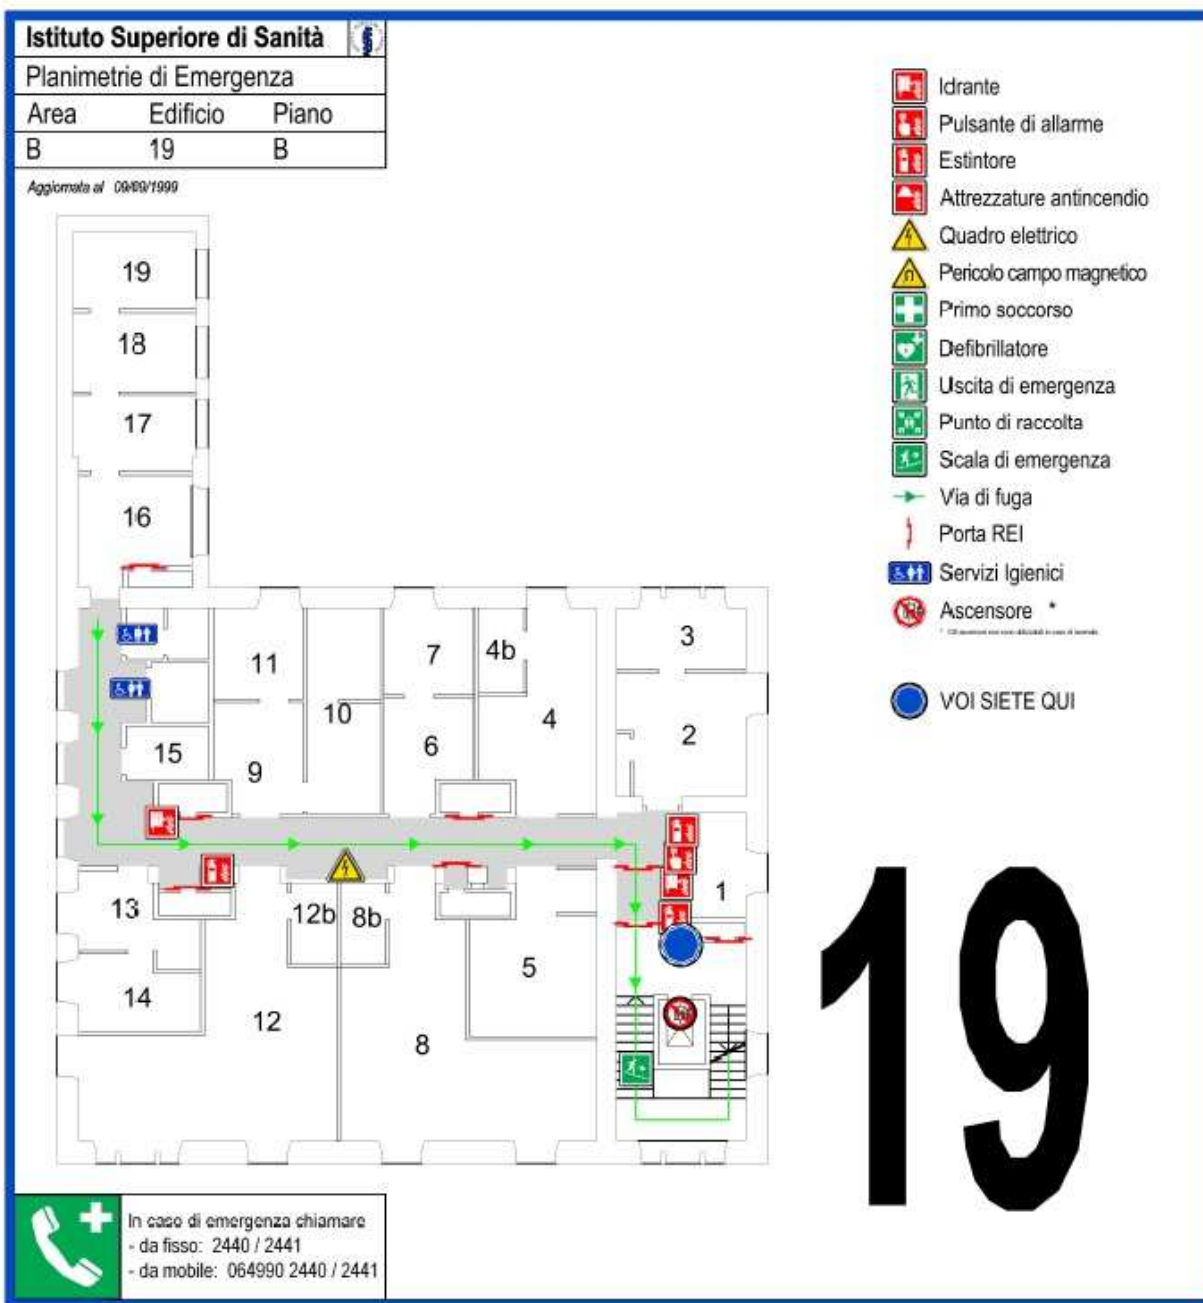 Istituto Superiore di Sanità
Planimetrie di Emergenza
Area Edificio Piano
B 19 B
Aggiornata al 09/09/1999
Idrante
Pulsante di allarme
Estintore
Attrezzature antincendio
Quadro elettrico
Pericolo campo magnetico
Primo soccorso
Defibrillatore
Uscita di emergenza
Punto di raccolta
Scala di emergenza
Via di fuga
Porta REI
Servizi Igienici
Ascensore *
VOI SIETE QUI
19
18
17
16
3
11
7
4b
10
4
2
15
9
6
1
13
12b
8b
5
14
12
8
19
In caso di emergenza chiamare
- da fisso: 2440 / 2441
- da mobile: 064990 2440 / 2441